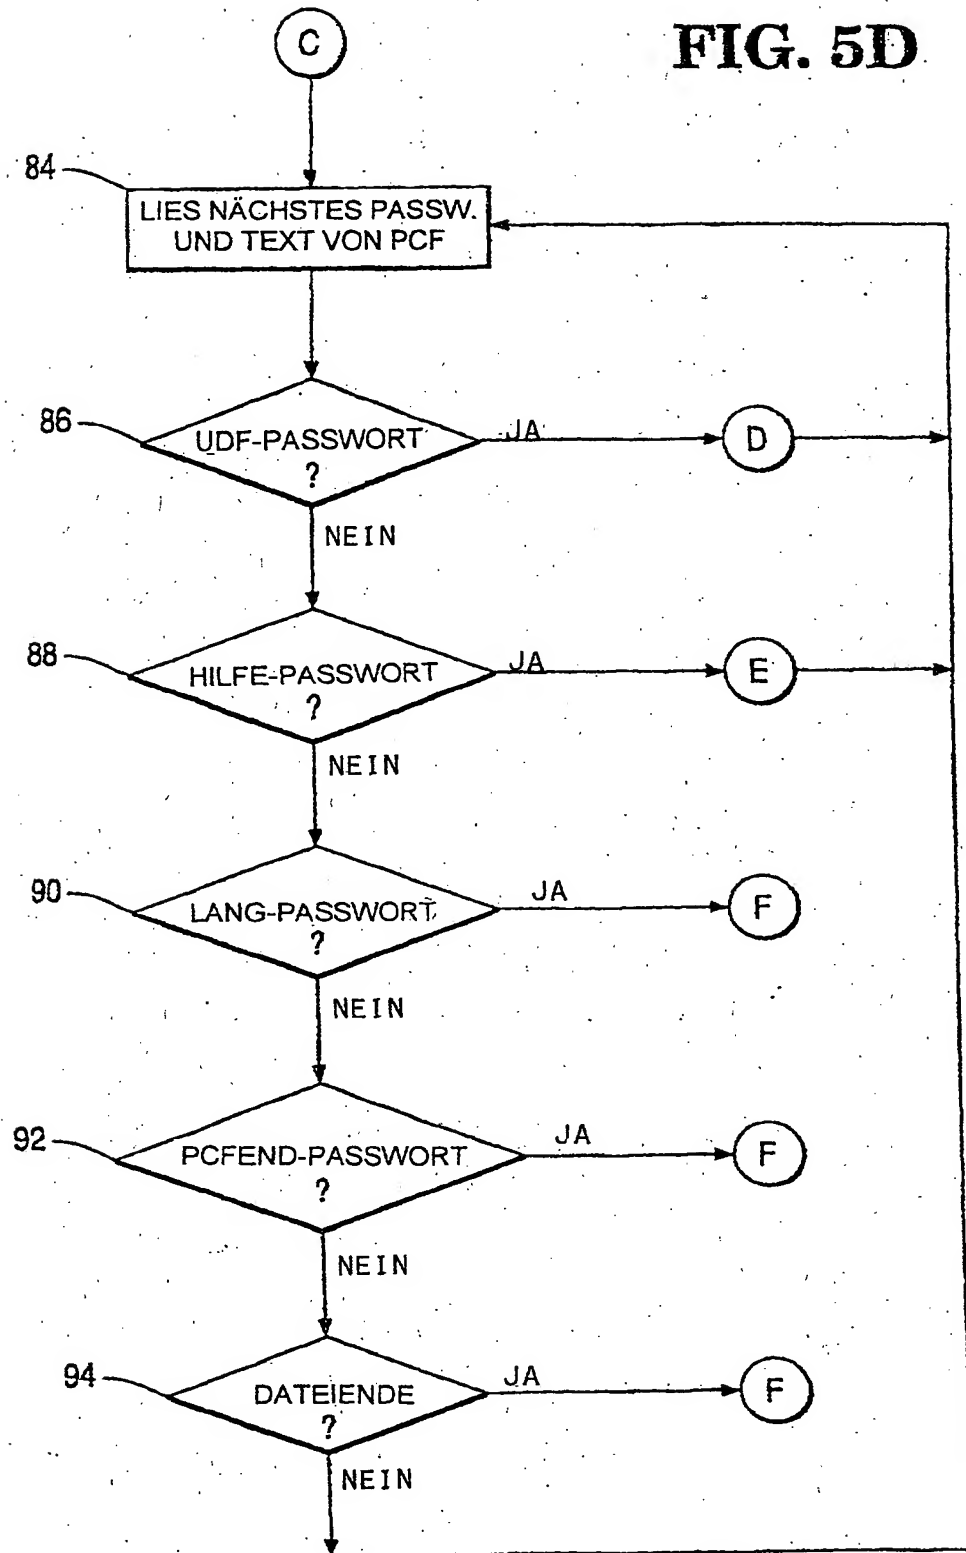 C
FIG. 5D
84
LIES NÄCHSTES PASSW.
UND TEXT VON PCF
86
UDF-PASSWORT
?
JA
D
NEIN
88
HILFE-PASSWORT
?
JA
E
NEIN
90
LANG-PASSWORT
?
JA
F
NEIN
92
PCFEND-PASSWORT
?
JA
F
NEIN
94
DATEIENDE
?
JA
F
NEIN